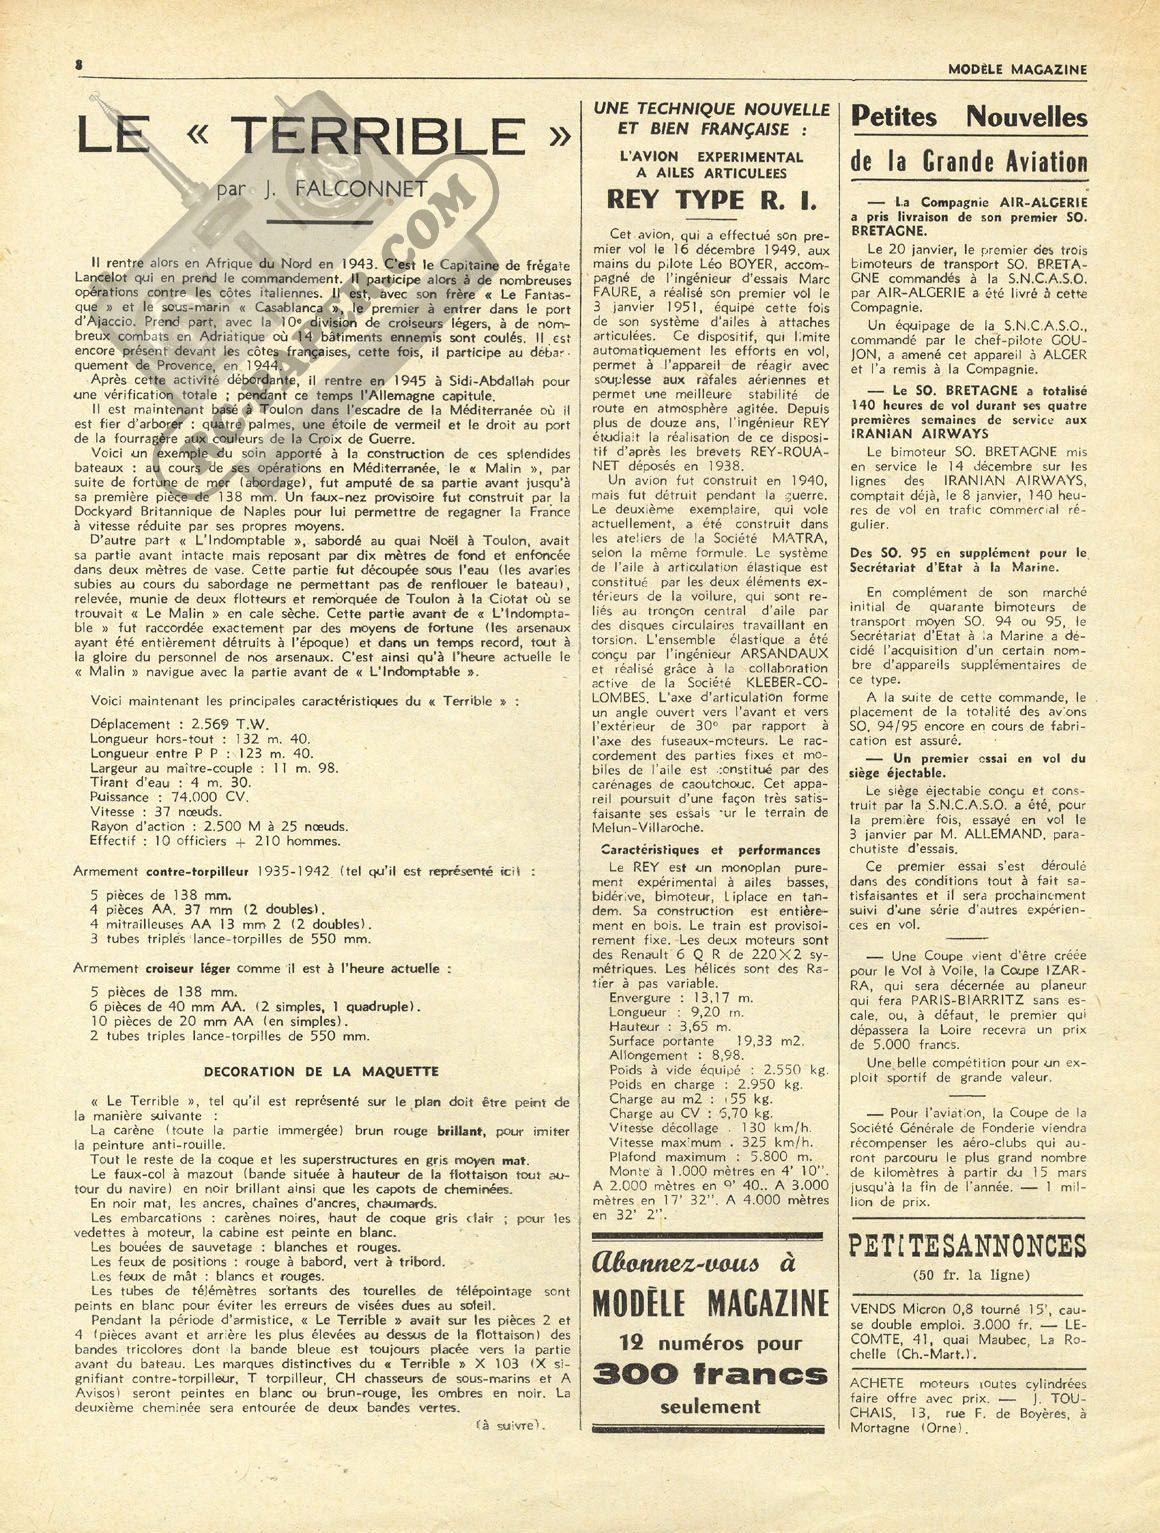 8
MODÈLE MAGAZINE
LE « TERRIBLE »
par J. FALCONNET
RC-PAPER.COM
Il rentre alors en Afrique du Nord en 1943. C'est le Capitaine de frégate
Lancelot qui en prend le commandement. Il participe alors à de nombreuses
opérations contre les côtes italiennes. Il est, avec son frère « Le Fantas-
que » et le sous-marin « Casablanca », le premier à entrer dans le port
d'Ajaccio. Prend part, avec la 10e division de croiseurs légers, à de nom-
breux combats en Adriatique où 14 bâtiments ennemis sont coulés. Il est
encore présent devant les côtes françaises, cette fois, il participe au débar-
quement de Provence, en 1944.
Après cette activité débordante, il rentre en 1945 à Sidi-Abdallah pour
une vérification totale ; pendant ce temps l'Allemagne capitule.
Il est maintenant basé à Toulon dans l'escadre de la Méditerranée où il
est fier d'arborer : quatre palmes, une étoile de vermeil et le droit au port
de la fourragère aux couleurs de la Croix de Guerre.
Voici un exemple du soin apporté à la construction de ces splendides
bateaux : au cours de ses opérations en Méditerranée, le « Malin », par
suite de fortune de mer (abordage), fut amputé de sa partie avant jusqu'à
sa première pièce de 138 mm. Un faux-nez provisoire fut construit par la
Dockyard Britannique de Naples pour lui permettre de regagner la France
à vitesse réduite par ses propres moyens.
D'autre part « L'Indomptable », sabordé au quai Noël à Toulon, avait
sa partie avant intacte mais reposant par dix mètres de fond et enfoncée
dans deux mètres de vase. Cette partie fut découpée sous l'eau (les avaries
subies au cours du sabordage ne permettant pas de renflouer le bateau),
relevée, munie de deux flotteurs et remorquée de Toulon à la Ciotat où se
trouvait « Le Malin » en cale sèche. Cette partie avant de « L'Indompta-
ble » fut raccordée exactement par des moyens de fortune (les arsenaux
ayant été entièrement détruits à l'époque) et dans un temps record, tout à
la gloire du personnel de nos arsenaux. C'est ainsi qu'à l'heure actuelle le
« Malin » navigue avec la partie avant de « L'Indomptable ».
Voici maintenant les principales caractéristiques du « Terrible » :
Déplacement : 2.569 T.W.
Longueur hors-tout : 132 m. 40.
Longueur entre P P : 123 m. 40.
Largeur au maître-couple : 11 m. 98.
Tirant d'eau : 4 m. 30.
Puissance : 74.000 CV.
Vitesse : 37 nœuds.
Rayon d'action : 2.500 M à 25 nœuds.
Effectif : 10 officiers + 210 hommes.
Armement contre-torpilleur 1935-1942 (tel qu'il est représenté ici) :
5 pièces de 138 mm.
4 pièces AA. 37 mm (2 doubles).
4 mitrailleuses AA 13 mm 2 (2 doubles).
3 tubes triplés lance-torpilles de 550 mm.
Armement croiseur léger comme il est à l'heure actuelle :
5 pièces de 138 mm.
6 pièces de 40 mm AA. (2 simples, 1 quadruple).
10 pièces de 20 mm AA (en simples).
2 tubes triples lance-torpilles de 550 mm.
DECORATION DE LA MAQUETTE
« Le Terrible », tel qu'il est représenté sur le plan doit être peint de
la manière suivante :
La carène (toute la partie immergée) brun rouge brillant, pour imiter
la peinture anti-rouille.
Tout le reste de la coque et les superstructures en gris moyen mat.
Le faux-col à mazout (bande située à hauteur de la flottaison tout au-
tour du navire) en noir brillant ainsi que les capots de cheminées.
En noir mat, les ancres, chaînes d'ancres, chaumards.
Les embarcations : carènes noires, haut de coque gris clair ; pour les
vedettes à moteur, la cabine est peinte en blanc.
Les bouées de sauvetage : blanches et rouges.
Les feux de positions : rouge à babord, vert à tribord.
Les feux de mât : blancs et rouges.
Les tubes de télémètres sortants des tourelles de télépointage sont
peints en blanc pour éviter les erreurs de visées dues au soleil.
Pendant la période d'armistice, « Le Terrible » avait sur les pièces 2 et
4 (pièces avant et arrière les plus élevées au dessus de la flottaison) des
bandes tricolores dont la bande bleue est toujours placée vers la partie
avant du bateau. Les marques distinctives du « Terrible » X 103 (X si-
gnifiant contre-torpilleur, T torpilleur, CH chasseurs de sous-marins et A
Avisos) seront peintes en blanc ou brun-rouge, les ombres en noir. La
deuxième cheminée sera entourée de deux bandes vertes.
(à suivre).
UNE TECHNIQUE NOUVELLE
ET BIEN FRANÇAISE :
L'AVION EXPERIMENTAL
A AILES ARTICULEES
REY TYPE R. I.
Cet avion, qui a effectué son pre-
mier vol le 16 décembre 1949, aux
mains du pilote Léo BOYER, accom-
pagné de l'ingénieur d'essais Marc
FAURE, a réalisé son premier vol le
3 janvier 1951, équipé cette fois
de son système d'ailes à attaches
articulées. Ce dispositif, qui limite
automatiquement les efforts en vol,
permet à l'appareil de réagir avec
souplesse aux rafales aériennes et
permet une meilleure stabilité de
route en atmosphère agitée. Depuis
plus de douze ans, l'ingénieur REY
étudiait la réalisation de ce disposi-
tif d'après les brevets REY-ROUA-
NET déposés en 1938.
Un avion fut construit en 1940,
mais fut détruit pendant la guerre.
Le deuxième exemplaire, qui vole
actuellement, a été construit dans
les ateliers de la Société MATRA,
selon la même formule. Le système
de l'aile à articulation élastique est
constitué par les deux éléments ex-
térieurs de la voilure, qui sont re-
liés au tronçon central d'aile par
des disques circulaires travaillant en
torsion. L'ensemble élastique a été
conçu par l'ingénieur ARSANDAUX
et réalisé grâce à la collaboration
active de la Société KLEBER-CO-
LOMBES. L'axe d'articulation forme
un angle ouvert vers l'avant et vers
l'extérieur de 30° par rapport à
l'axe des fuseaux-moteurs. Le rac-
cordement des parties fixes et mo-
biles de l'aile est constitué par des
carénages de caoutchouc. Cet appa-
reil poursuit d'une façon très satis-
faisante ses essais sur le terrain de
Melun-Villaroche.
Caractéristiques et performances
Le REY est un monoplan pure-
ment expérimental à ailes basses,
bidérive, bimoteur, biplace en tan-
dem. Sa construction est entière-
ment en bois. Le train est provisoi-
rement fixe. Les deux moteurs sont
des Renault 6 Q R de 220X2 sy-
métriques. Les hélices sont des Ra-
tier à pas variable.
Envergure : 13,17 m.
Longueur : 9,20 m.
Hauteur : 3,65 m.
Surface portante 19,33 m2.
Allongement : 8,98.
Poids à vide équipé : 2.550 kg.
Poids en charge : 2.950 kg.
Charge au m2 : 155 kg.
Charge au CV : 6,70 kg.
Vitesse décollage . 130 km/h.
Vitesse maximum . 325 km/h.
Plafond maximum : 5.800 m.
Monte à 1.000 mètres en 4' 10".
A 2.000 mètres en 40.. A 3.000
mètres en 17' 32". A 4.000 mètres
en 32' 2".
Abonnez-vous à
MODÈLE MAGAZINE
12 numéros pour
300 francs
seulement
Petites Nouvelles
de la Grande Aviation
— La Compagnie AIR-ALGERIE
a pris livraison de son premier SO.
BRETAGNE.
Le 20 janvier, le premier des trois
bimoteurs de transport SO. BRETA-
GNE commandés à la S.N.C.A.S.O.
par AIR-ALGERIE a été livré à cette
Compagnie.
Un équipage de la S.N.C.A.S.O.,
commandé par le chef-pilote GOU-
JON, a amené cet appareil à ALGER
et l'a remis à la Compagnie.
— Le SO. BRETAGNE a totalisé
140 heures de vol durant ses quatre
premières semaines de service aux
IRANIAN AIRWAYS
Le bimoteur SO. BRETAGNE mis
en service le 14 décembre sur les
lignes des IRANIAN AIRWAYS,
comptait déjà, le 8 janvier, 140 heu-
res de vol en trafic commercial ré-
gulier.
Des SO. 95 en supplément pour le
Secrétariat d'Etat à la Marine.
En complément de son marché
initial de quarante bimoteurs de
transport moyen SO. 94 ou 95, le
Secrétariat d'Etat à la Marine a dé-
cidé l'acquisition d'un certain nom-
bre d'appareils supplémentaires de
ce type.
A la suite de cette commande, le
placement de la totalité des avions
SO. 94/95 encore en cours de fabri-
cation est assuré.
— Un premier essai en vol du
siège éjectable.
Le siège éjectable conçu et cons-
truit par la S.N.C.A.S.O. a été, pour
la première fois, essayé en vol le
3 janvier par M. ALLEMAND, para-
chutiste d'essais.
Ce premier essai s'est déroulé
dans des conditions tout à fait sa-
tisfaisantes et il sera prochainement
suivi d'une série d'autres expérien-
ces en vol.
— Une Coupe vient d'être créée
pour le Vol à Voile, la Coupe IZAR-
RA, qui sera décernée au planeur
qui fera PARIS-BIARRITZ sans es-
cale, ou, à défaut, le premier qui
dépassera la Loire recevra un prix
de 5.000 francs.
Une belle compétition pour un ex-
ploit sportif de grande valeur.
— Pour l'aviation, la Coupe de la
Société Générale de Fonderie viendra
récompenser les aéro-clubs qui au-
ront parcouru le plus grand nombre
de kilomètres à partir du 15 mars
jusqu'à la fin de l'année. — 1 mil-
lion de prix.
PETITES ANNONCES
(50 fr. la ligne)
VENDS Micron 0,8 tourné 15', cau-
se double emploi. 3.000 fr. — LE-
COMTE, 41, quai Maubec, La Ro-
chelle (Ch.-Mart.).
ACHETE moteurs toutes cylindrées
faire offre avec prix. — J. TOU-
CHAIS, 13, rue F. de Boyères, à
Mortagne (Orne).